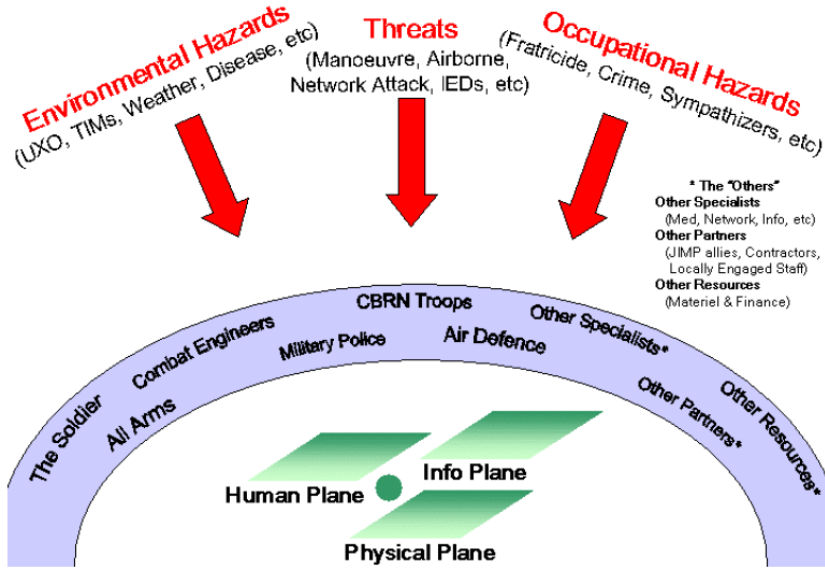 Environmental Hazards
(UXO, TIMs, Weather, Disease, etc)
Threats
(Manoeuvre, Airborne,
Network Attack, IEDs, etc)
Occupational Hazards
(Fratricide, Crime, Sympathizers, etc)
* The "Others"
Other Specialists
(Med, Network, Info, etc)
Other Partners
(JIMP allies, Contractors,
Locally Engaged Staff)
Other Resources
(Materiel & Finance)
The Soldier
All Arms
Combat Engineers
Military Police
CBRN Troops
Air Defence
Other Specialists*
Other Partners*
Other Resources*
Human Plane
Info Plane
Physical Plane